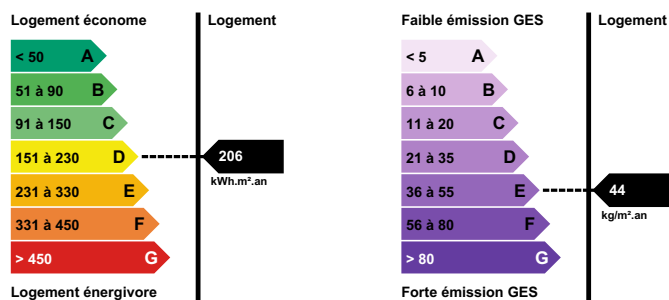 Logement économe
Logement
< 50 A
51 à 90 B
91 à 150 C
151 à 230 D
206
kWh.m².an
231 à 330 E
331 à 450 F
> 450 G
Logement énergivore
Faible émission GES
Logement
< 5 A
6 à 10 B
11 à 20 C
21 à 35 D
36 à 55 E
44
kg/m².an
56 à 80 F
> 80 G
Forte émission GES